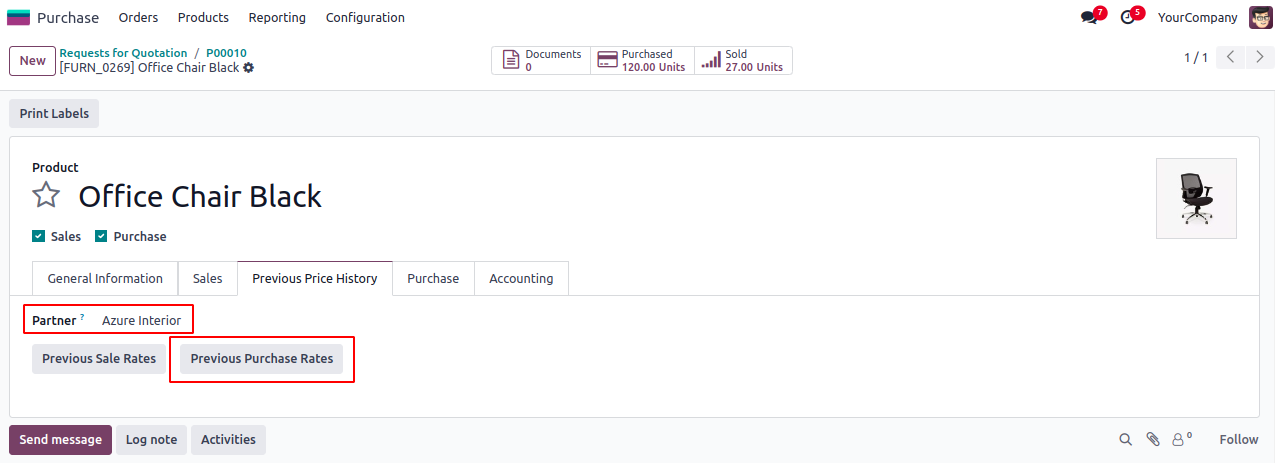 Purchase Orders Products Reporting Configuration 7 5 YourCompany
New Requests for Quotation / P00010 Documents Purchased Sold 1 / 1
[FURN_0269] Office Chair Black 0 120.00 Units 27.00 Units
Print Labels
Product
Office Chair Black
Sales Purchase
General Information Sales Previous Price History Purchase Accounting
Partner ? Azure Interior
Previous Sale Rates Previous Purchase Rates
Send message Log note Activities 0 Follow